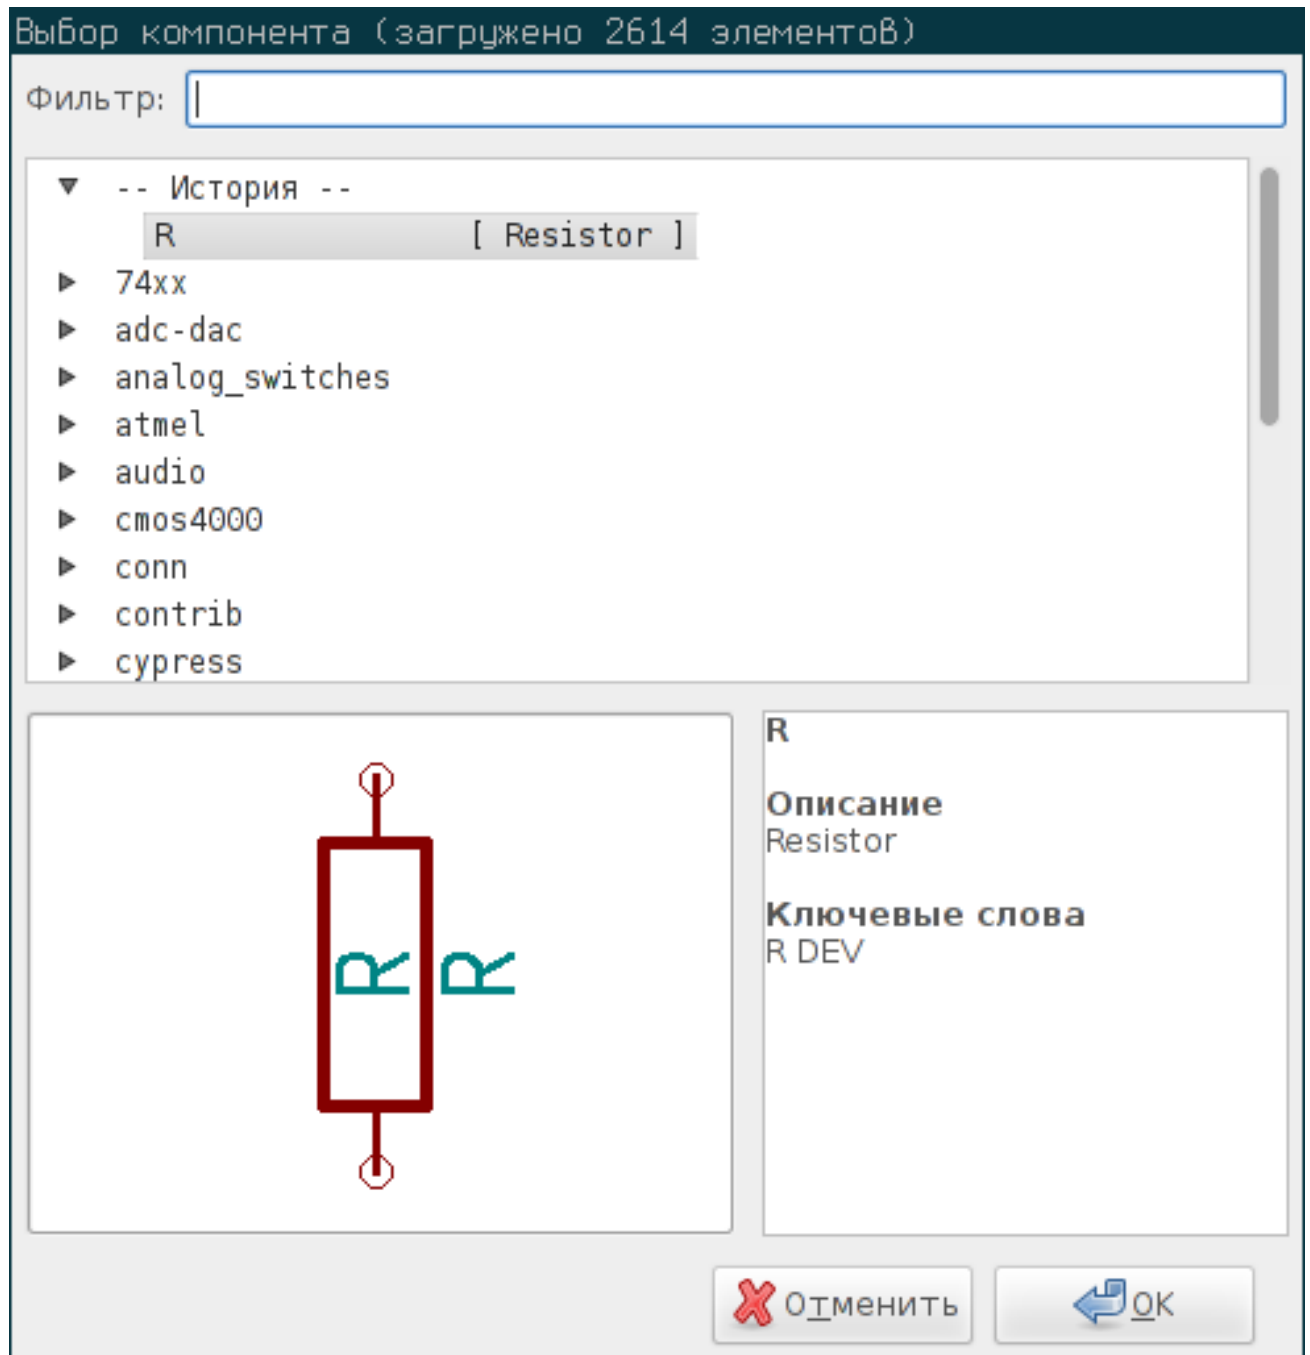 Выбор компонента (загружено 2614 элементов)
Фильтр:
-- История --
R [ Resistor ]
74xx
adc-dac
analog_switches
atmel
audio
cmos4000
conn
contrib
cypress
R R
R
Описание
Resistor
Ключевые слова
R DEV
Отменить
OK